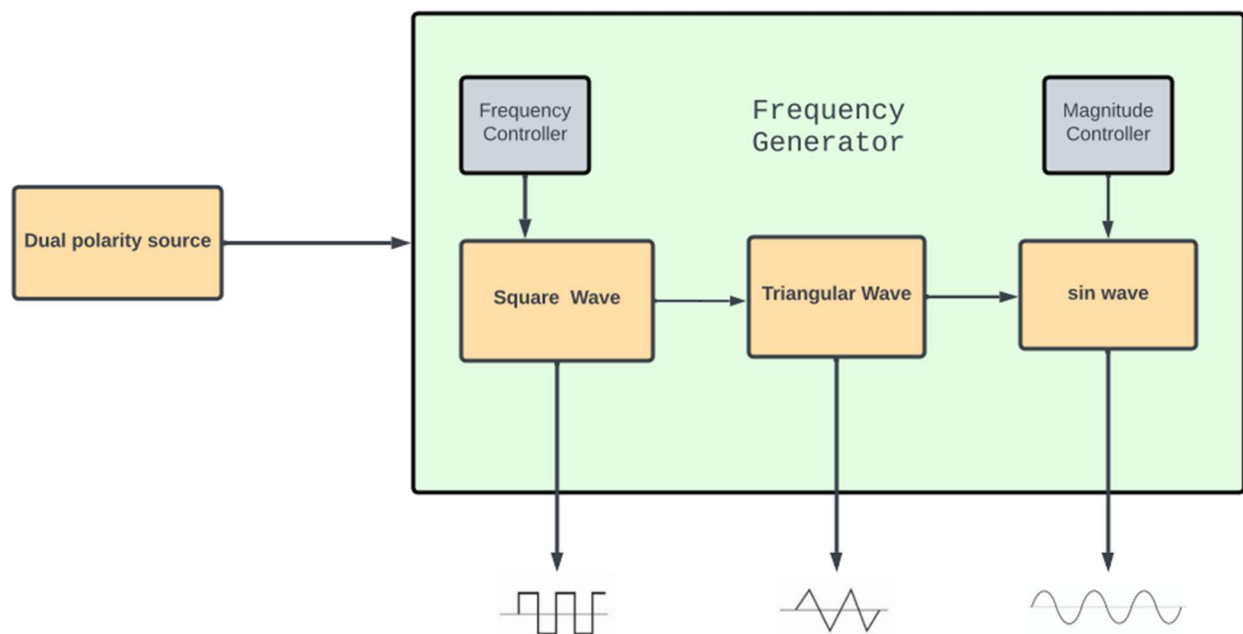 Frequency
Controller
Frequency
Generator
Magnitude
Controller
Dual polarity source
Square  Wave
Triangular Wave
sin wave